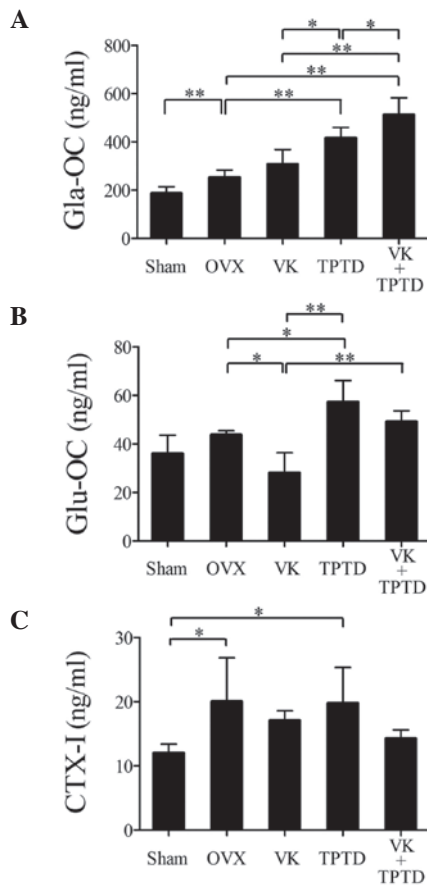 A
Gla-OC (ng/ml)
800
600
400
200
0
* *
**
**
** **
Sham OVX VK TPTD VK + TPTD
B
Glu-OC (ng/ml)
80
60
40
20
0
**
*
* **
Sham OVX VK TPTD VK + TPTD
C
CTX-I (ng/ml)
30
20
10
0
*
*
Sham OVX VK TPTD VK + TPTD